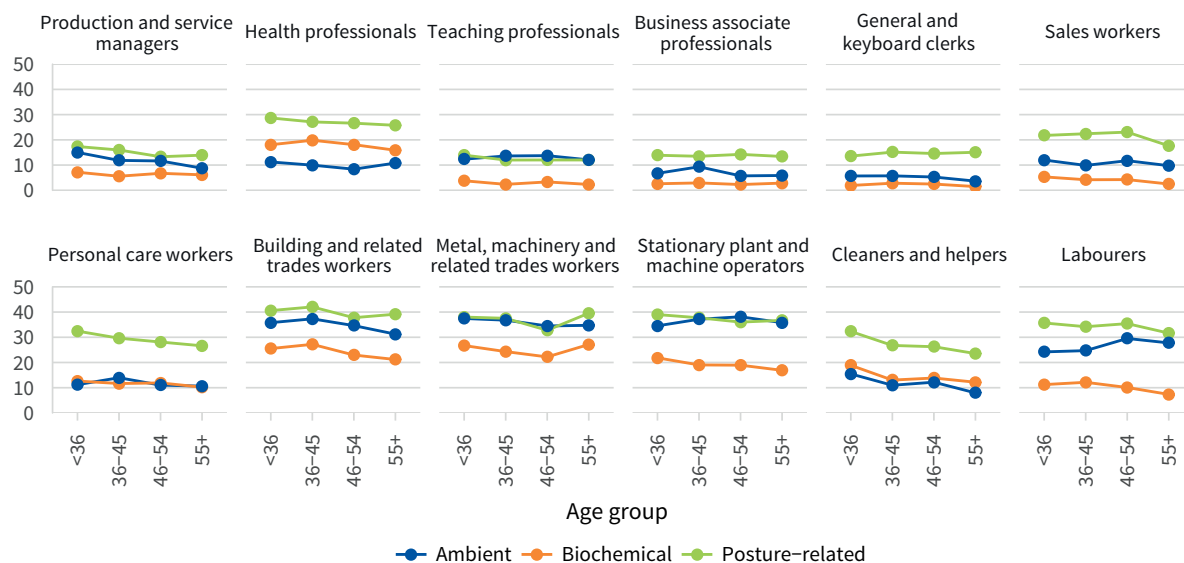 Production and service
managers
Health professionals
Teaching professionals
Business associate
professionals
General and
keyboard clerks
Sales workers
50
40
30
20
10
0
Personal care workers
Building and related
trades workers
Metal, machinery and
related trades workers
Stationary plant and
machine operators
Cleaners and helpers
Labourers
50
40
30
20
10
0
<36
36−45
46−54
55+
<36
36−45
46−54
55+
<36
36−45
46−54
55+
<36
36−45
46−54
55+
<36
36−45
46−54
55+
<36
36−45
46−54
55+
Age group
Ambient
Biochemical
Posture−related